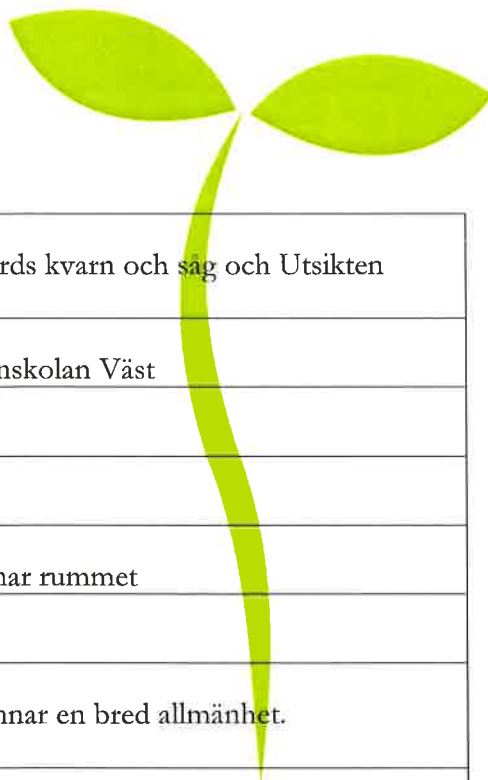 rds kvarn och såg och Utsikten
nskolan Väst
nar rummet
nnar en bred allmänhet.